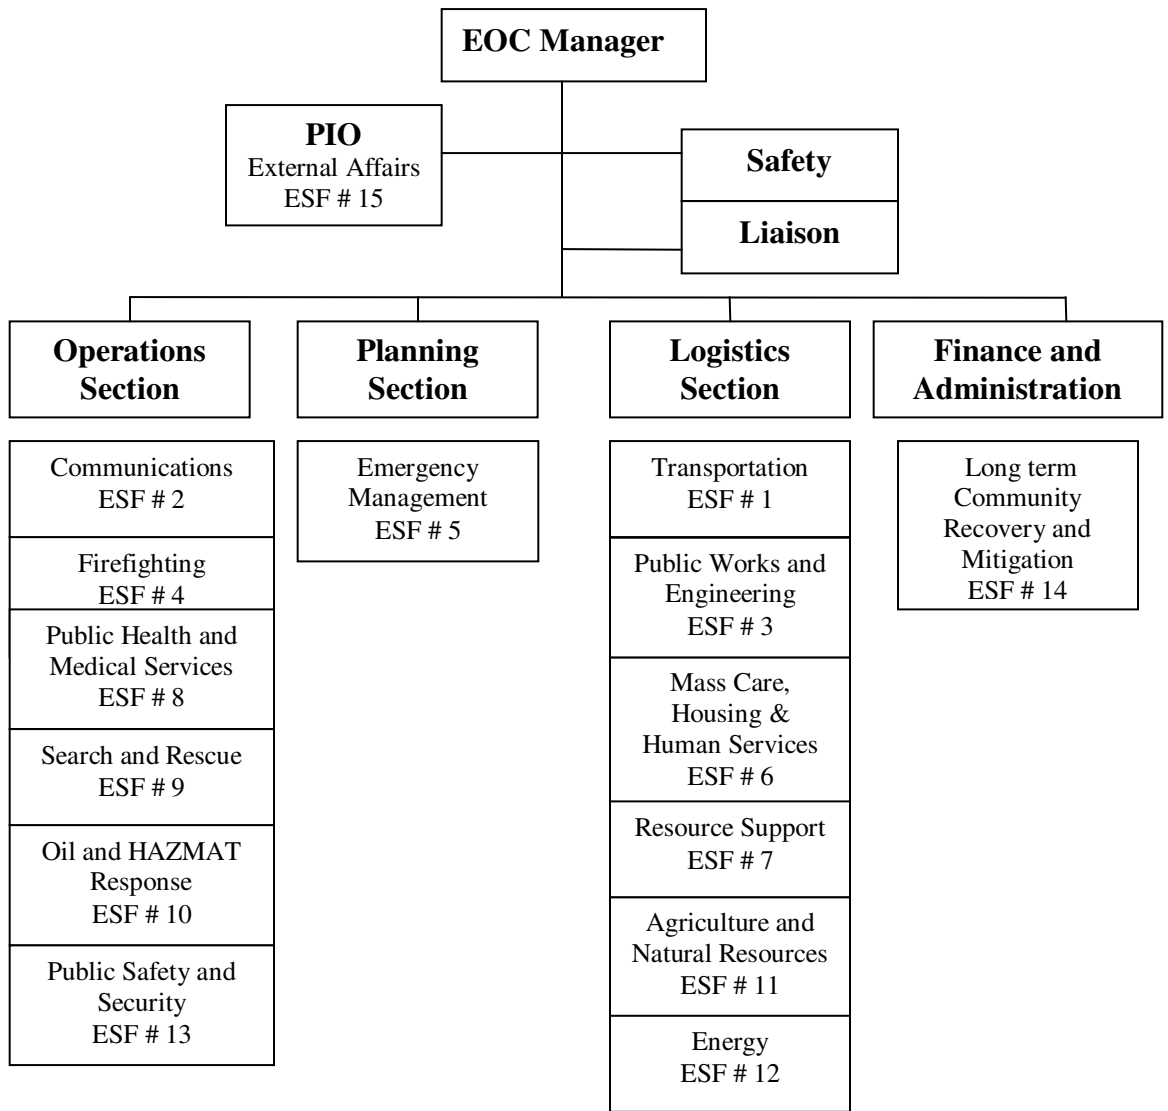 EOC Manager
PIO
External Affairs
ESF # 15
Safety
Liaison
Operations
Section
Planning
Section
Logistics
Section
Finance and
Administration
Communications
ESF # 2
Firefighting
ESF # 4
Public Health and
Medical Services
ESF # 8
Search and Rescue
ESF # 9
Oil and HAZMAT
Response
ESF # 10
Public Safety and
Security
ESF # 13
Emergency
Management
ESF # 5
Transportation
ESF # 1
Public Works and
Engineering
ESF # 3
Mass Care,
Housing &
Human Services
ESF # 6
Resource Support
ESF # 7
Agriculture and
Natural Resources
ESF # 11
Energy
ESF # 12
Long term
Community
Recovery and
Mitigation
ESF # 14